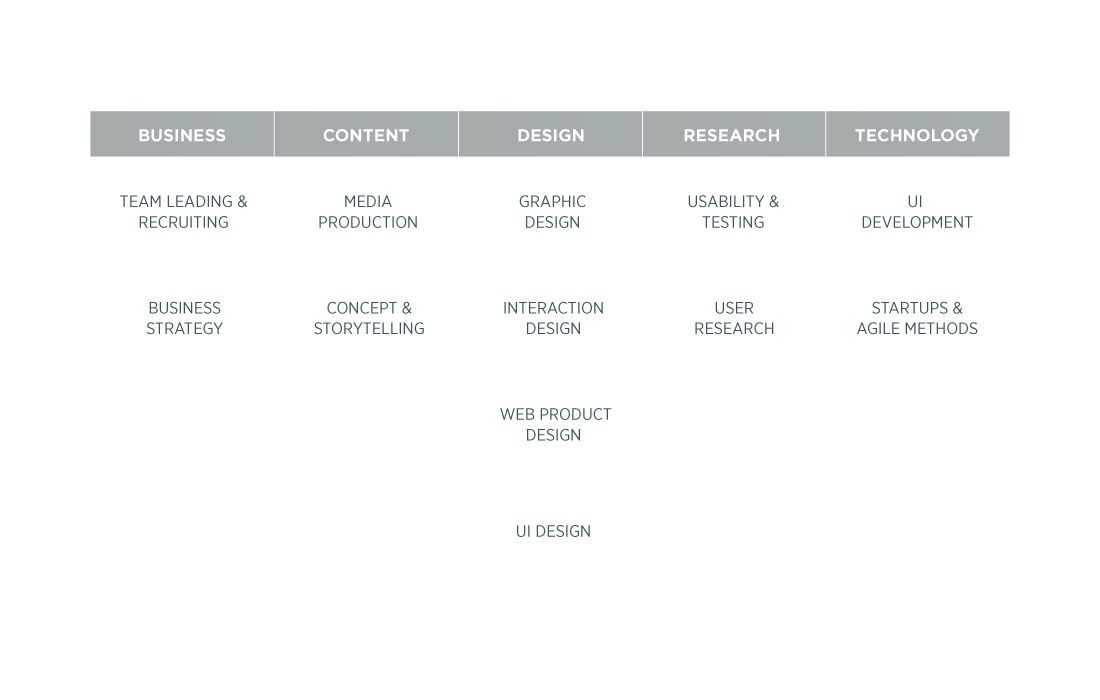 BUSINESS CONTENT DESIGN RESEARCH TECHNOLOGY
TEAM LEADING & MEDIA GRAPHIC USABILITY & UI
RECRUITING PRODUCTION DESIGN TESTING DEVELOPMENT
BUSINESS CONCEPT & INTERACTION USER STARTUPS &
STRATEGY STORYTELLING DESIGN RESEARCH AGILE METHODS
WEB PRODUCT
DESIGN
UI DESIGN